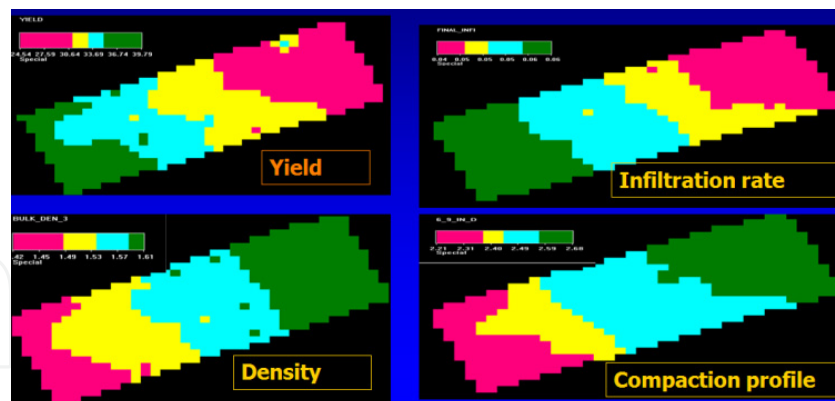 YIELD
24.54 27.59 30.64 33.69 36.74 39.79
Special
Yield
FINAL_INFI
0.04 0.05 0.05 0.05 0.06 0.06
Special
Infiltration rate
BULK_DEN_3
.42 1.45 1.49 1.53 1.57 1.61
Special
Density
6_9_IN_D
2.21 2.31 2.40 2.49 2.59 2.68
Special
Compaction profile